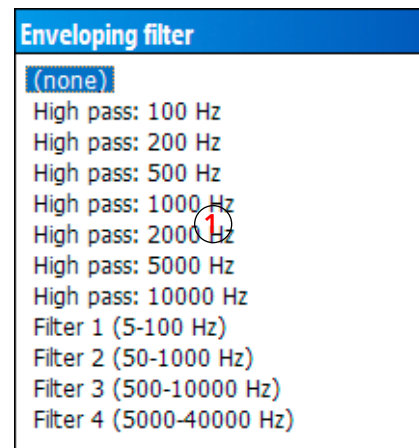 Enveloping filter
(none)
High pass: 100 Hz
High pass: 200 Hz
High pass: 500 Hz
High pass: 1000 Hz
1
High pass: 2000 Hz
High pass: 5000 Hz
High pass: 10000 Hz
Filter 1 (5-100 Hz)
Filter 2 (50-1000 Hz)
Filter 3 (500-10000 Hz)
Filter 4 (5000-40000 Hz)